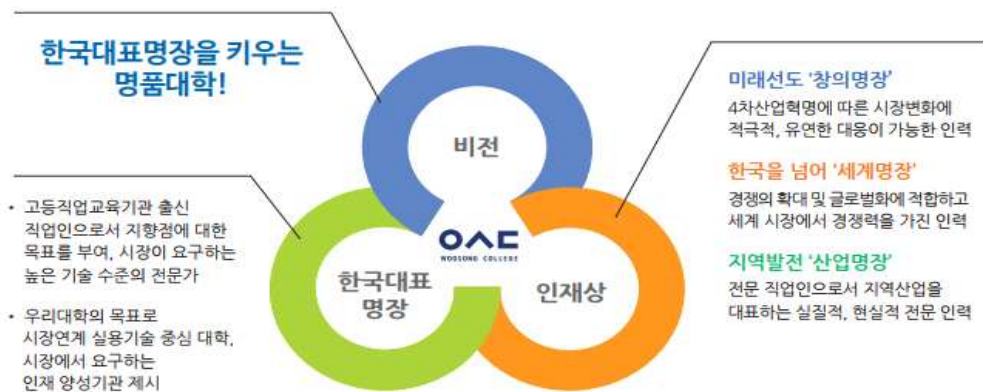 한국대표명장을 키우는
명품대학!
비전
• 고등직업교육기관 출신
직업인으로서 지향점에 대한
목표를 부여, 시장이 요구하는
높은 기술 수준의 전문가
• 우리대학의 목표로
시장연계 실용기술 중심 대학,
시장에서 요구하는
인재 양성기관 제시
한국대표
명장
WOOSONG COLLEGE
인재상
미래선도 '창의명장'
4차산업혁명에 따른 시장변화에
적극적, 유연한 대응이 가능한 인력
한국을 넘어 '세계명장'
경쟁의 확대 및 글로벌화에 적합하고
세계 시장에서 경쟁력을 가진 인력
지역발전 '산업명장'
전문 직업인으로서 지역산업을
대표하는 실질적, 현실적 전문 인력